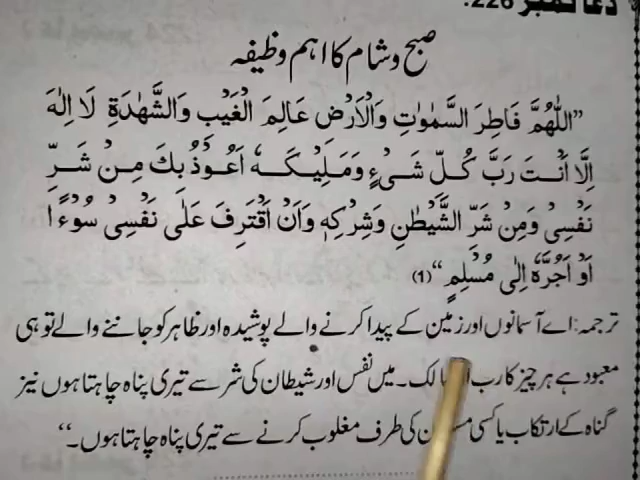 دعا نمبر 226:
صبح وشام کا اہم وظیفہ
”اَللّٰهُمَّ فَاطِرَ السَّمٰوٰتِ وَالْاَرْضِ عَالِمَ الْغَيْبِ وَالشَّهٰدَةِ لَا اِلٰهَ
اِلَّا اَنْتَ رَبَّ كُلِّ شَىْءٍ وَمَلِيْكَهٗ اَعُوْذُ بِكَ مِنْ شَرِّ
نَفْسِىْ وَمِنْ شَرِّ الشَّيْطٰنِ وَشِرْكِهٖ وَاَنْ اَقْتَرِفَ عَلٰى نَفْسِىْ سُوْءًا
اَوْ اَجُرَّهٗ اِلٰى مُسْلِمٍ“ (1)
ترجمہ: اے آسمانوں اور زمین کے پیدا کرنے والے پوشیدہ اور ظاہر کو جاننے والے تو ہی
معبود ہے ہر چیز کا رب لک۔ میں نفس اور شیطان کی شر سے تیری پناہ چاہتا ہوں نیز
گناہ کے ارتکاب یا کسی کی طرف مغلوب کرنے سے تیری پناہ چاہتا ہوں۔“